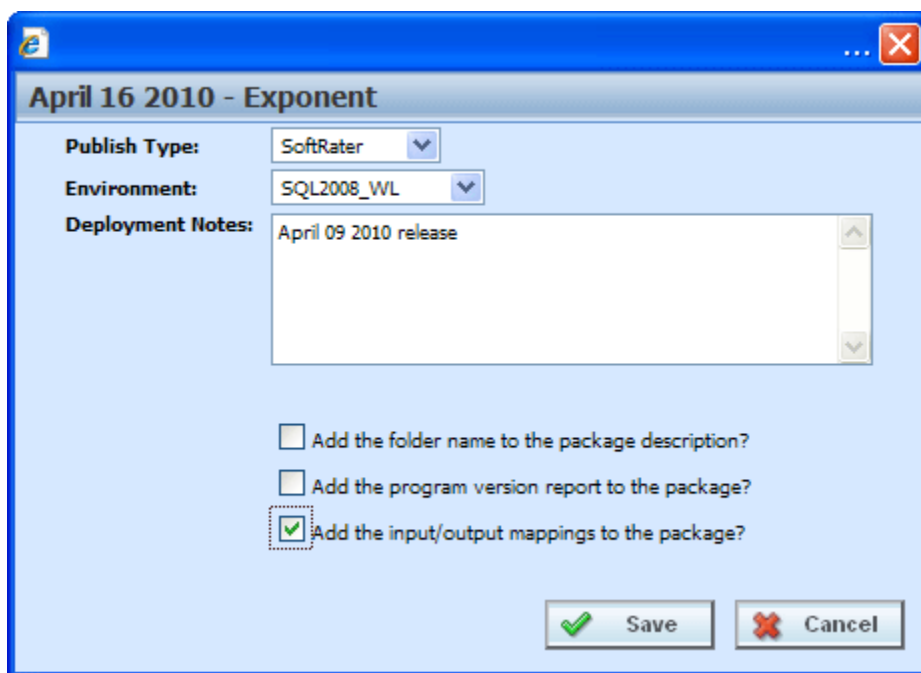 ...
April 16 2010 - Exponent
Publish Type: SoftRater
Environment: SQL2008_WL
Deployment Notes: April 09 2010 release
Add the folder name to the package description?
Add the program version report to the package?
Add the input/output mappings to the package?
Save Cancel